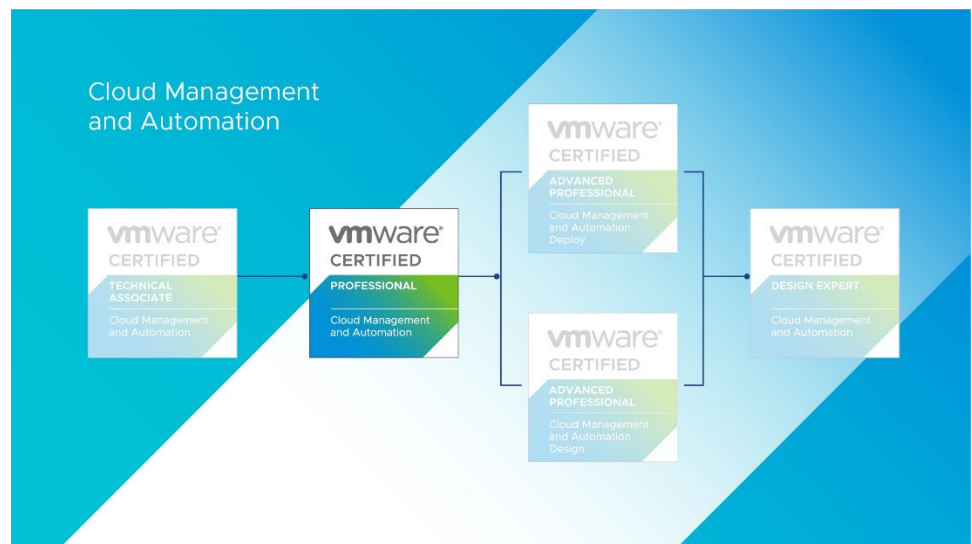 Cloud Management
and Automation
vmware®
CERTIFIED
TECHNICAL
ASSOCIATE
Cloud Management
and Automation
vmware®
CERTIFIED
PROFESSIONAL
Cloud Management
and Automation
vmware®
CERTIFIED
ADVANCED
PROFESSIONAL
Cloud Management
and Automation
Deploy
vmware®
CERTIFIED
ADVANCED
PROFESSIONAL
Cloud Management
and Automation
Design
vmware®
CERTIFIED
DESIGN EXPERT
Cloud Management
and Automation